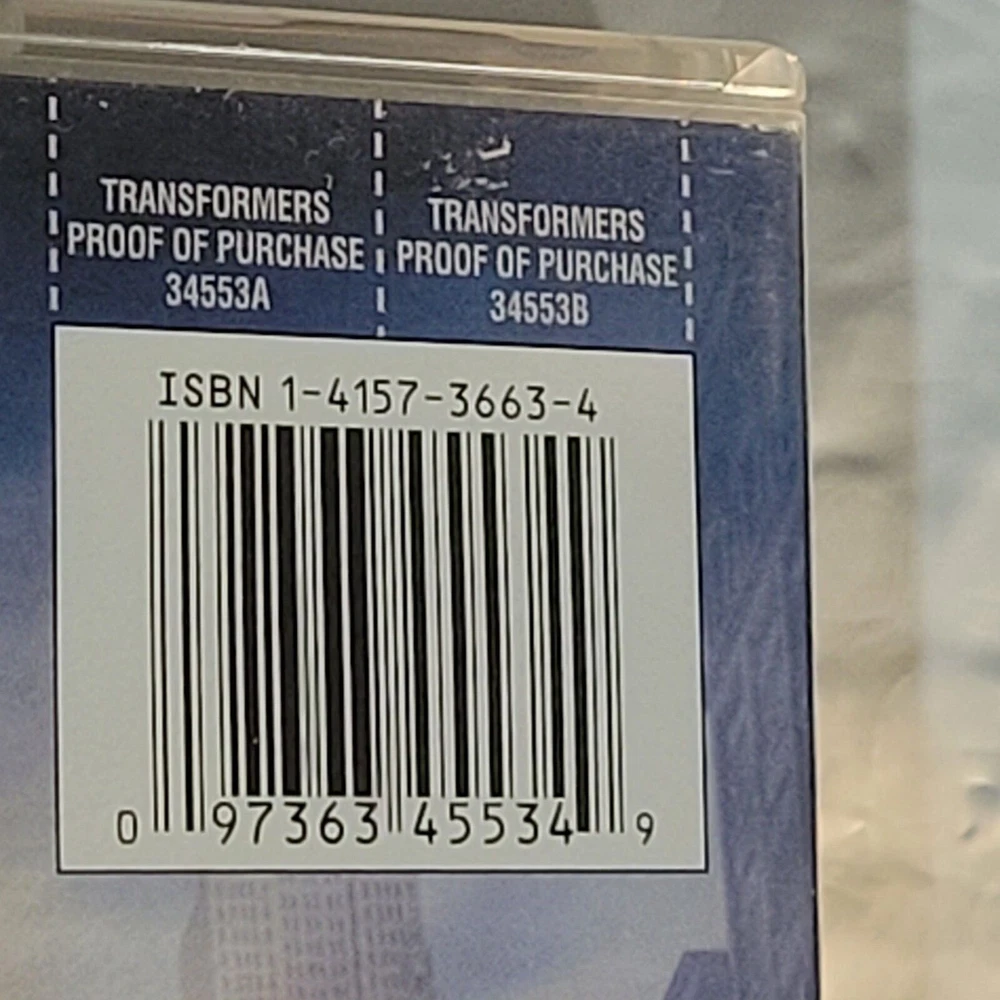 TRANSFORMERS
PROOF OF PURCHASE
34553A
TRANSFORMERS
PROOF OF PURCHASE
34553B
ISBN 1-4157-3663-4
0 97363 45534 9